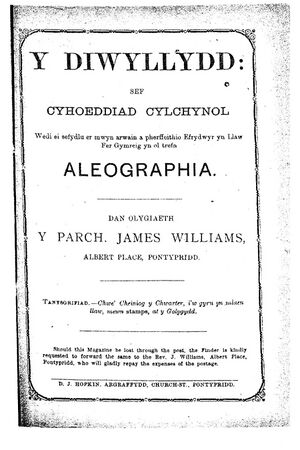 Y DIWYLLYDD:
SEF
CYHOEDDIAD CYLCHYNOL
Wedi ei sefydlu er mwyn arwain a pherffeithio Efrydwyr yn Llaw
Fer Gymreig yn ol trefn
ALEOGRAPHIA.
DAN OLYGIAETH
Y PARCH. JAMES WILLIAMS,
ALBERT PLACE, PONTYPRIDD.
TANYSGRIFIAD.—Chwe' Cheiniog y Chwarter, i'w gyru yn mlaen
llaw, mewn stamps, at y Golygydd.
Should this Magazine be lost through the post, the Finder is kindly
requested to forward the same to the Rev. J. Williams, Albert Place,
Pontypridd, who will gladly repay the expenses of the postage.
D. J. HOPKIN, ARGRAFFYDD, CHURCH-ST., PONTYPRIDD.